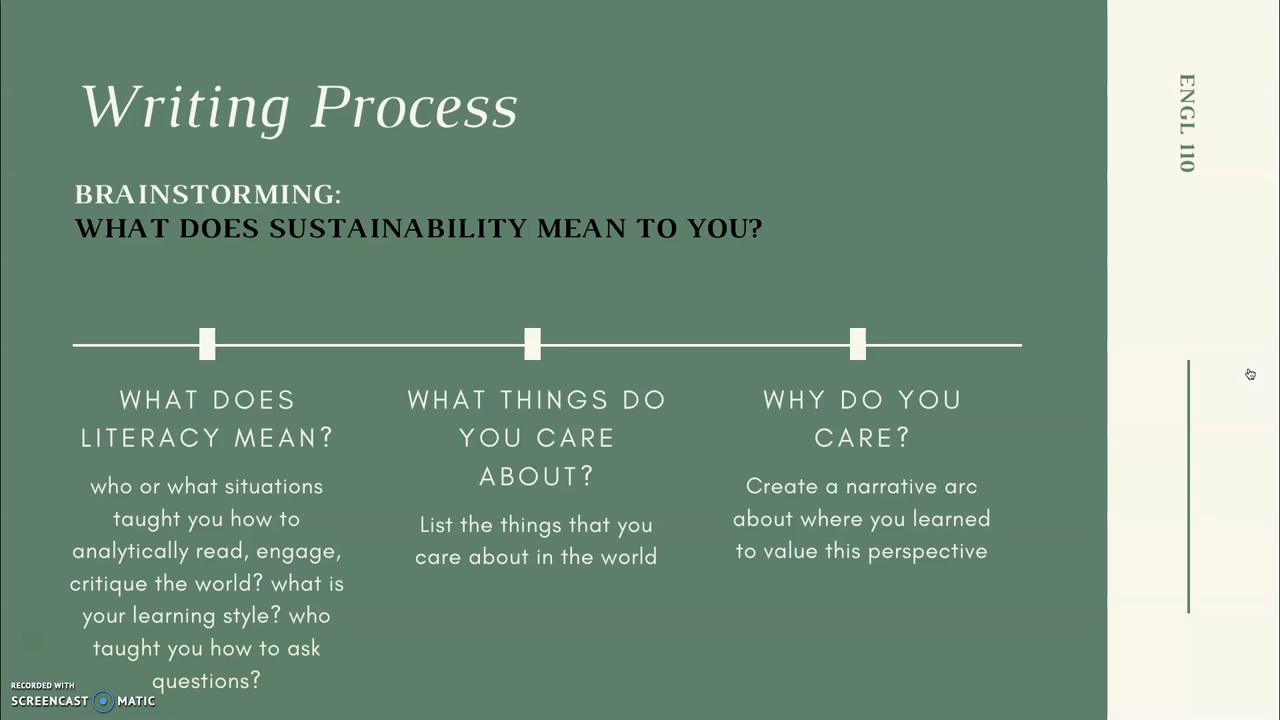 Writing Process
BRAINSTORMING:
WHAT DOES SUSTAINABILITY MEAN TO YOU?
WHAT DOES
LITERACY MEAN?
who or what situations
taught you how to
analytically read, engage,
critique the world? what is
your learning style? who
taught you how to ask
questions?
WHAT THINGS DO
YOU CARE
ABOUT?
List the things that you
care about in the world
WHY DO YOU
CARE?
Create a narrative arc
about where you learned
to value this perspective
ENGL 110
RECORDED WITH
SCREENCAST MATIC